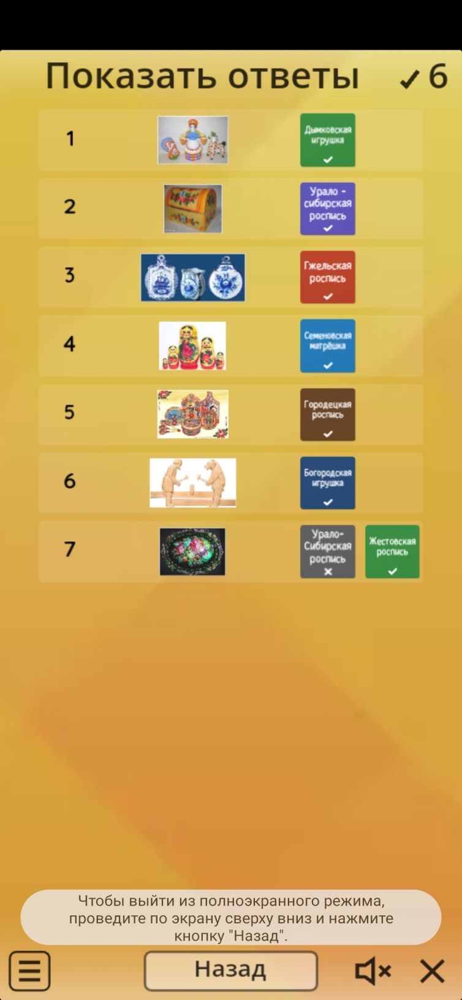 Показать ответы ✓ 6
1
Дымковская
игрушка
2
Урало -
сибирская
роспись
3
Гжельская
роспись
4
Семеновская
матрёшка
5
Городецкая
роспись
6
Богородская
игрушка
7
Урало-
Сибирская
роспись
Жестовская
роспись
Чтобы выйти из полноэкранного режима,
проведите по экрану сверху вниз и нажмите
кнопку "Назад".
Назад